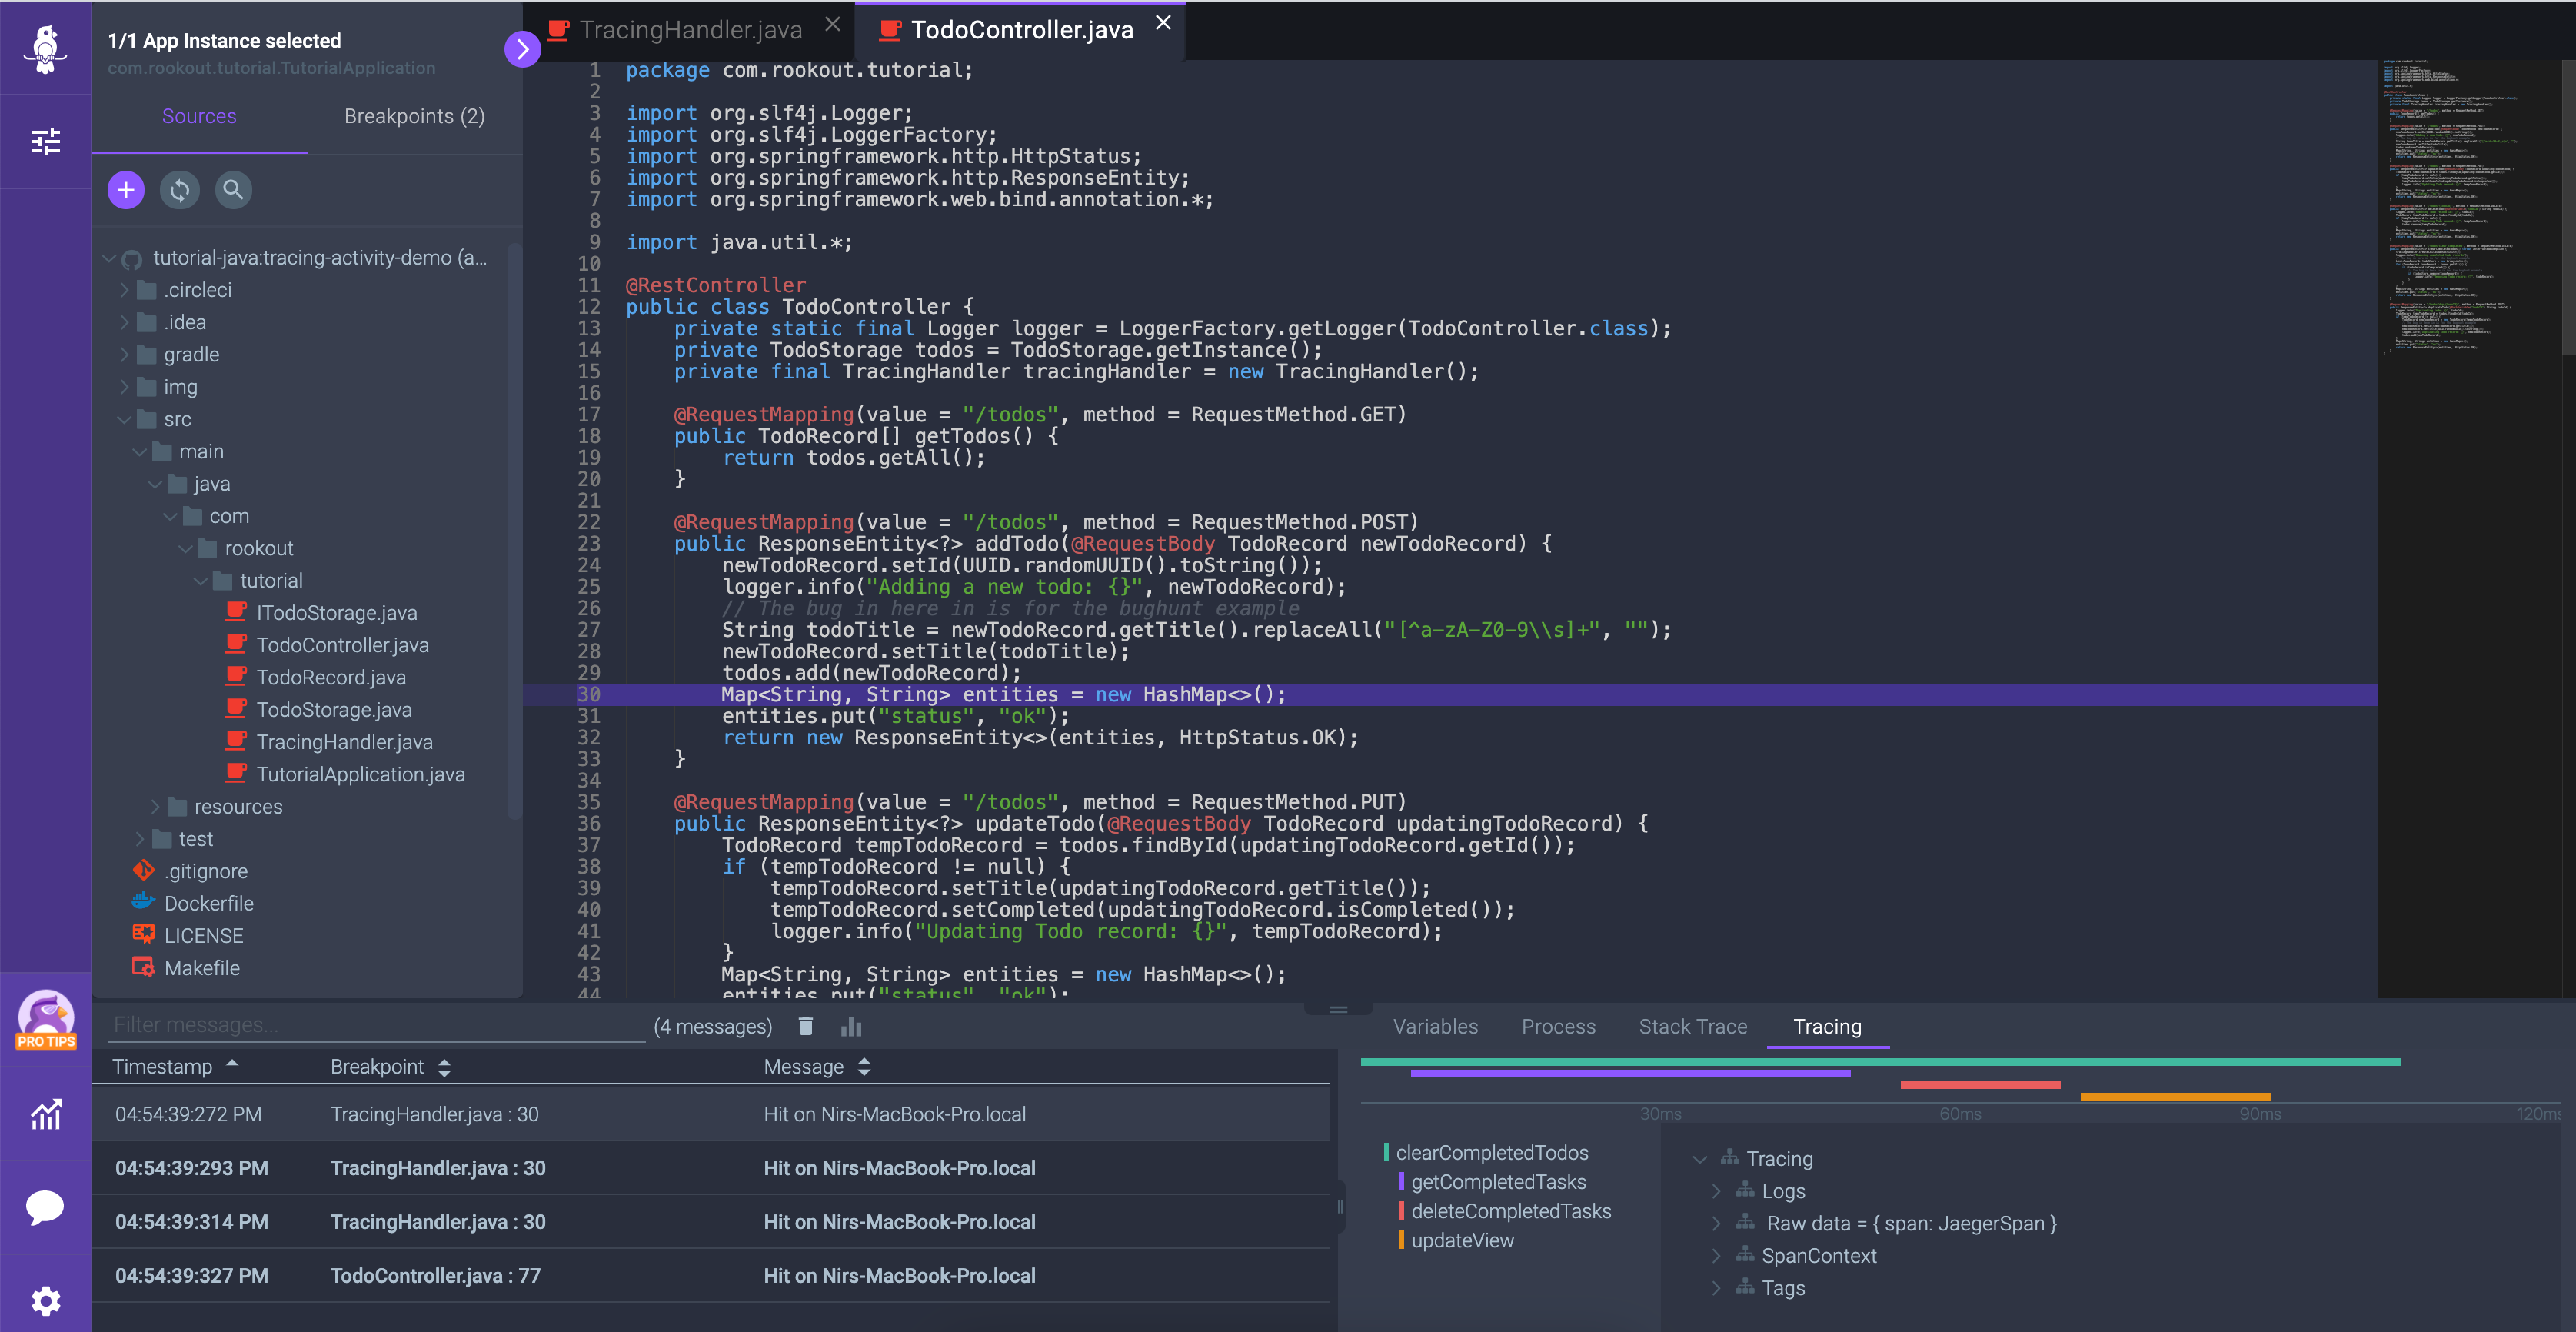 1/1 App Instance selected
com.rookout.tutorial.TutorialApplication
Sources
Breakpoints (2)
tutorial-java:tracing-activity-demo (a...
.circleci
.idea
gradle
img
src
main
java
com
rookout
tutorial
ITodoStorage.java
TodoController.java
TodoRecord.java
TodoStorage.java
TracingHandler.java
TutorialApplication.java
resources
test
.gitignore
Dockerfile
LICENSE
Makefile
PRO TIPS
TracingHandler.java
TodoController.java
1 package com.rookout.tutorial;
2
3 import org.slf4j.Logger;
4 import org.slf4j.LoggerFactory;
5 import org.springframework.http.HttpStatus;
6 import org.springframework.http.ResponseEntity;
7 import org.springframework.web.bind.annotation.*;
8
9 import java.util.*;
10
11 @RestController
12 public class TodoController {
13 private static final Logger logger = LoggerFactory.getLogger(TodoController.class);
14 private TodoStorage todos = TodoStorage.getInstance();
15 private final TracingHandler tracingHandler = new TracingHandler();
16
17 @RequestMapping(value = "/todos", method = RequestMethod.GET)
18 public TodoRecord[] getTodos() {
19 return todos.getAll();
20 }
21
22 @RequestMapping(value = "/todos", method = RequestMethod.POST)
23 public ResponseEntity<?> addTodo(@RequestBody TodoRecord newTodoRecord) {
24 newTodoRecord.setId(UUID.randomUUID().toString());
25 logger.info("Adding a new todo: {}", newTodoRecord);
26 // The bug in here in is for the bughunt example
27 String todoTitle = newTodoRecord.getTitle().replaceAll("[^a-zA-Z0-9\\s]+", "");
28 newTodoRecord.setTitle(todoTitle);
29 todos.add(newTodoRecord);
30 Map<String, String> entities = new HashMap<>();
31 entities.put("status", "ok");
32 return new ResponseEntity<>(entities, HttpStatus.OK);
33 }
34
35 @RequestMapping(value = "/todos", method = RequestMethod.PUT)
36 public ResponseEntity<?> updateTodo(@RequestBody TodoRecord updatingTodoRecord) {
37 TodoRecord tempTodoRecord = todos.findById(updatingTodoRecord.getId());
38 if (tempTodoRecord != null) {
39 tempTodoRecord.setTitle(updatingTodoRecord.getTitle());
40 tempTodoRecord.setCompleted(updatingTodoRecord.isCompleted());
41 logger.info("Updating Todo record: {}", tempTodoRecord);
42 }
43 Map<String, String> entities = new HashMap<>();
44 entities.put("status", "ok");
Filter messages...
(4 messages)
Timestamp Breakpoint Message
04:54:39:272 PM TracingHandler.java : 30 Hit on Nirs-MacBook-Pro.local
04:54:39:293 PM TracingHandler.java : 30 Hit on Nirs-MacBook-Pro.local
04:54:39:314 PM TracingHandler.java : 30 Hit on Nirs-MacBook-Pro.local
04:54:39:327 PM TodoController.java : 77 Hit on Nirs-MacBook-Pro.local
Variables Process Stack Trace Tracing
30ms 60ms 90ms 120ms
clearCompletedTodos
getCompletedTasks
deleteCompletedTasks
updateView
Tracing
Logs
Raw data = { span: JaegerSpan }
SpanContext
Tags